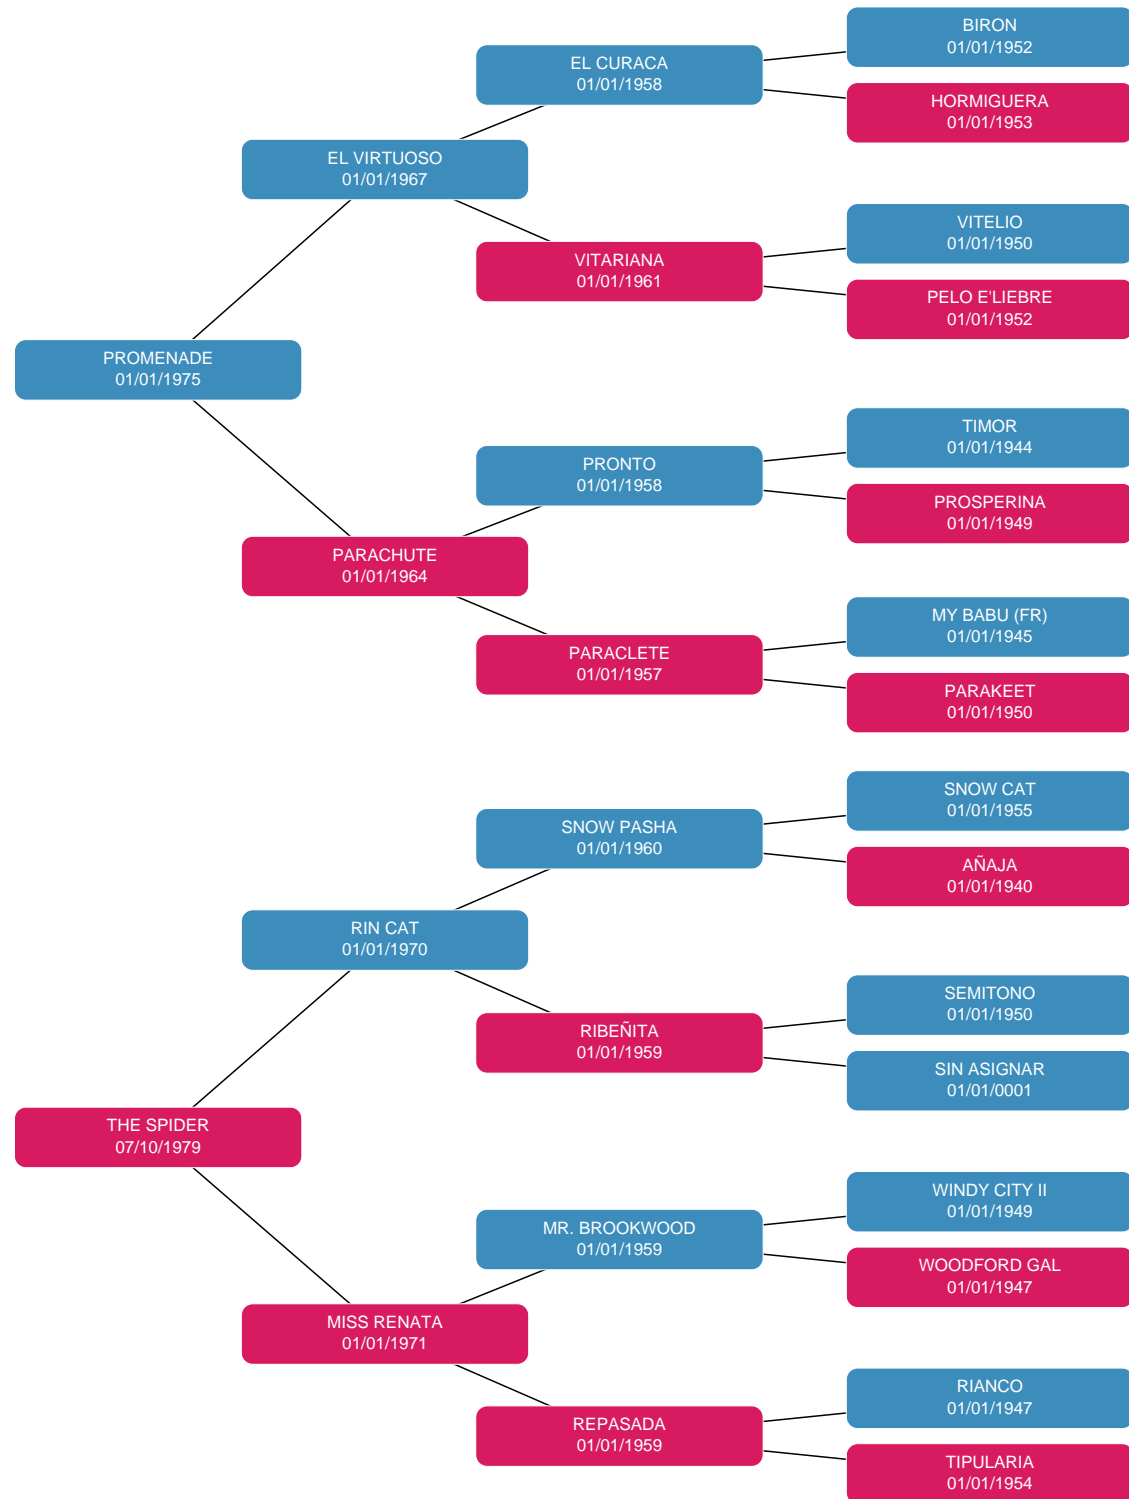 BIRON
01/01/1952
EL CURACA
01/01/1958
HORMIGUERA
01/01/1953
EL VIRTUOSO
01/01/1967
VITELIO
01/01/1950
VITARIANA
01/01/1961
PELO E'LIEBRE
01/01/1952
PROMENADE
01/01/1975
TIMOR
01/01/1944
PRONTO
01/01/1958
PROSPERINA
01/01/1949
PARACHUTE
01/01/1964
MY BABU (FR)
01/01/1945
PARACLETE
01/01/1957
PARAKEET
01/01/1950
SNOW CAT
01/01/1955
SNOW PASHA
01/01/1960
AÑAJA
01/01/1940
RIN CAT
01/01/1970
SEMITONO
01/01/1950
RIBEÑITA
01/01/1959
SIN ASIGNAR
01/01/0001
THE SPIDER
07/10/1979
WINDY CITY II
01/01/1949
MR. BROOKWOOD
01/01/1959
WOODFORD GAL
01/01/1947
MISS RENATA
01/01/1971
RIANCO
01/01/1947
REPASADA
01/01/1959
TIPULARIA
01/01/1954